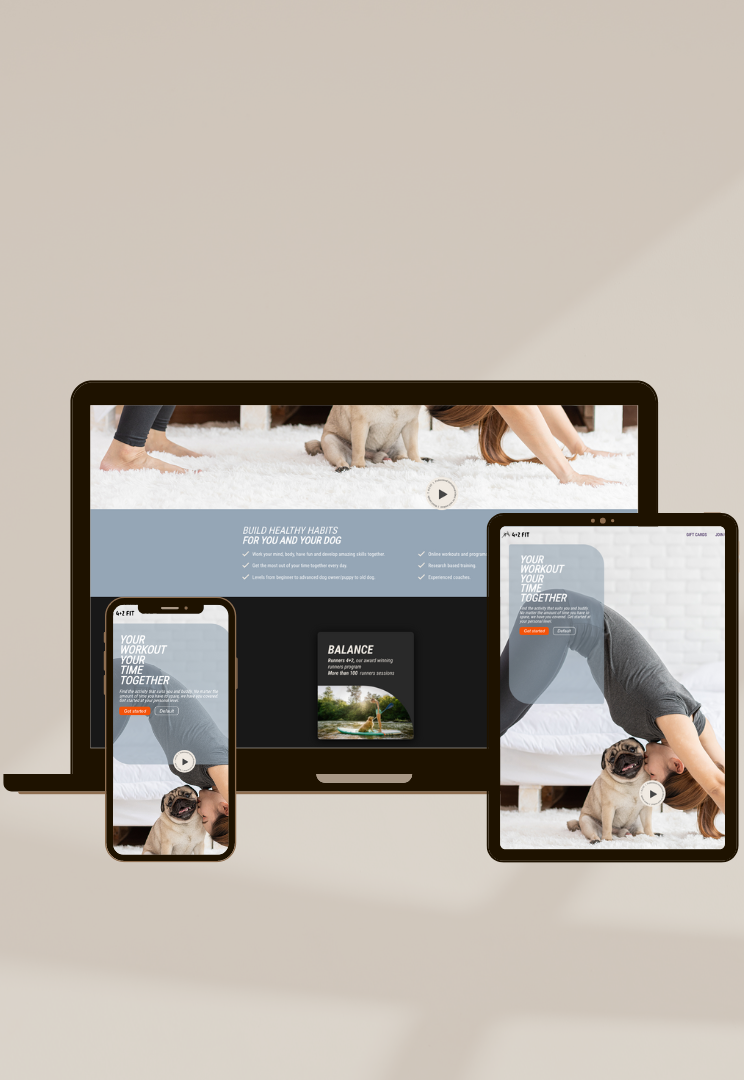 BUILD HEALTHY HABITS
FOR YOU AND YOUR DOG
Work your mind, body, have fun and develop amazing skills together
Get the most out of your time together every day.
Levels from beginner to advanced dog owner/puppy to old dog.
Online workouts and programs
Research based training.
Experienced coaches.
BALANCE
Runners 4+2, our award winning
runners program
More than 100 runners sessions
4+2 FIT
YOUR
WORKOUT
YOUR
TIME
TOGETHER
Find the activity that suits you and buddy. No matter the
amount of time you have or space, we have you covered.
Get started at your personal level.
Get started
Default
4+2 FIT
GIFT CARDS
JOIN
YOUR
WORKOUT
YOUR
TIME
TOGETHER
Find the activity that suits you and buddy.
No matter the amount of time you have or
space, we have you covered. Get started at
your personal level.
Get started
Default